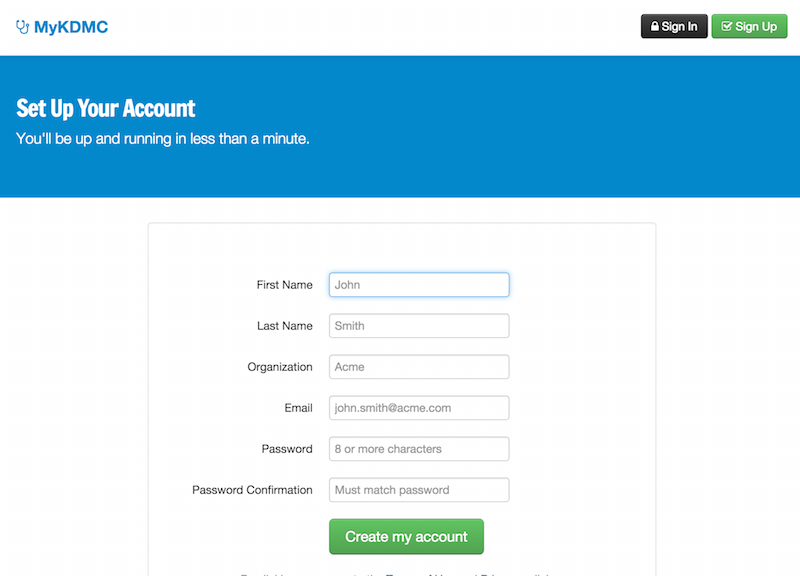 MyKDMC
Sign In
Sign Up
Set Up Your Account
You'll be up and running in less than a minute.
First Name
John
Last Name
Smith
Organization
Acme
Email
john.smith@acme.com
Password
8 or more characters
Password Confirmation
Must match password
Create my account